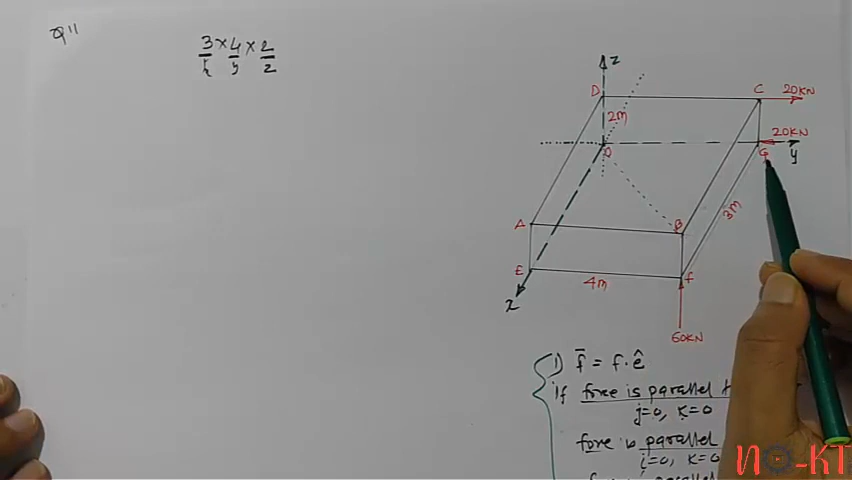 Q11
3 × 4 × 2
x y z
z
D
C
20KN
2M
20KN
O
G
y
3M
A
B
E
4M
F
x
60KN
1) f̄ = f · ê
If force is parallel
j=0, k=0
force is parallel
i=0, k=0
N-KT